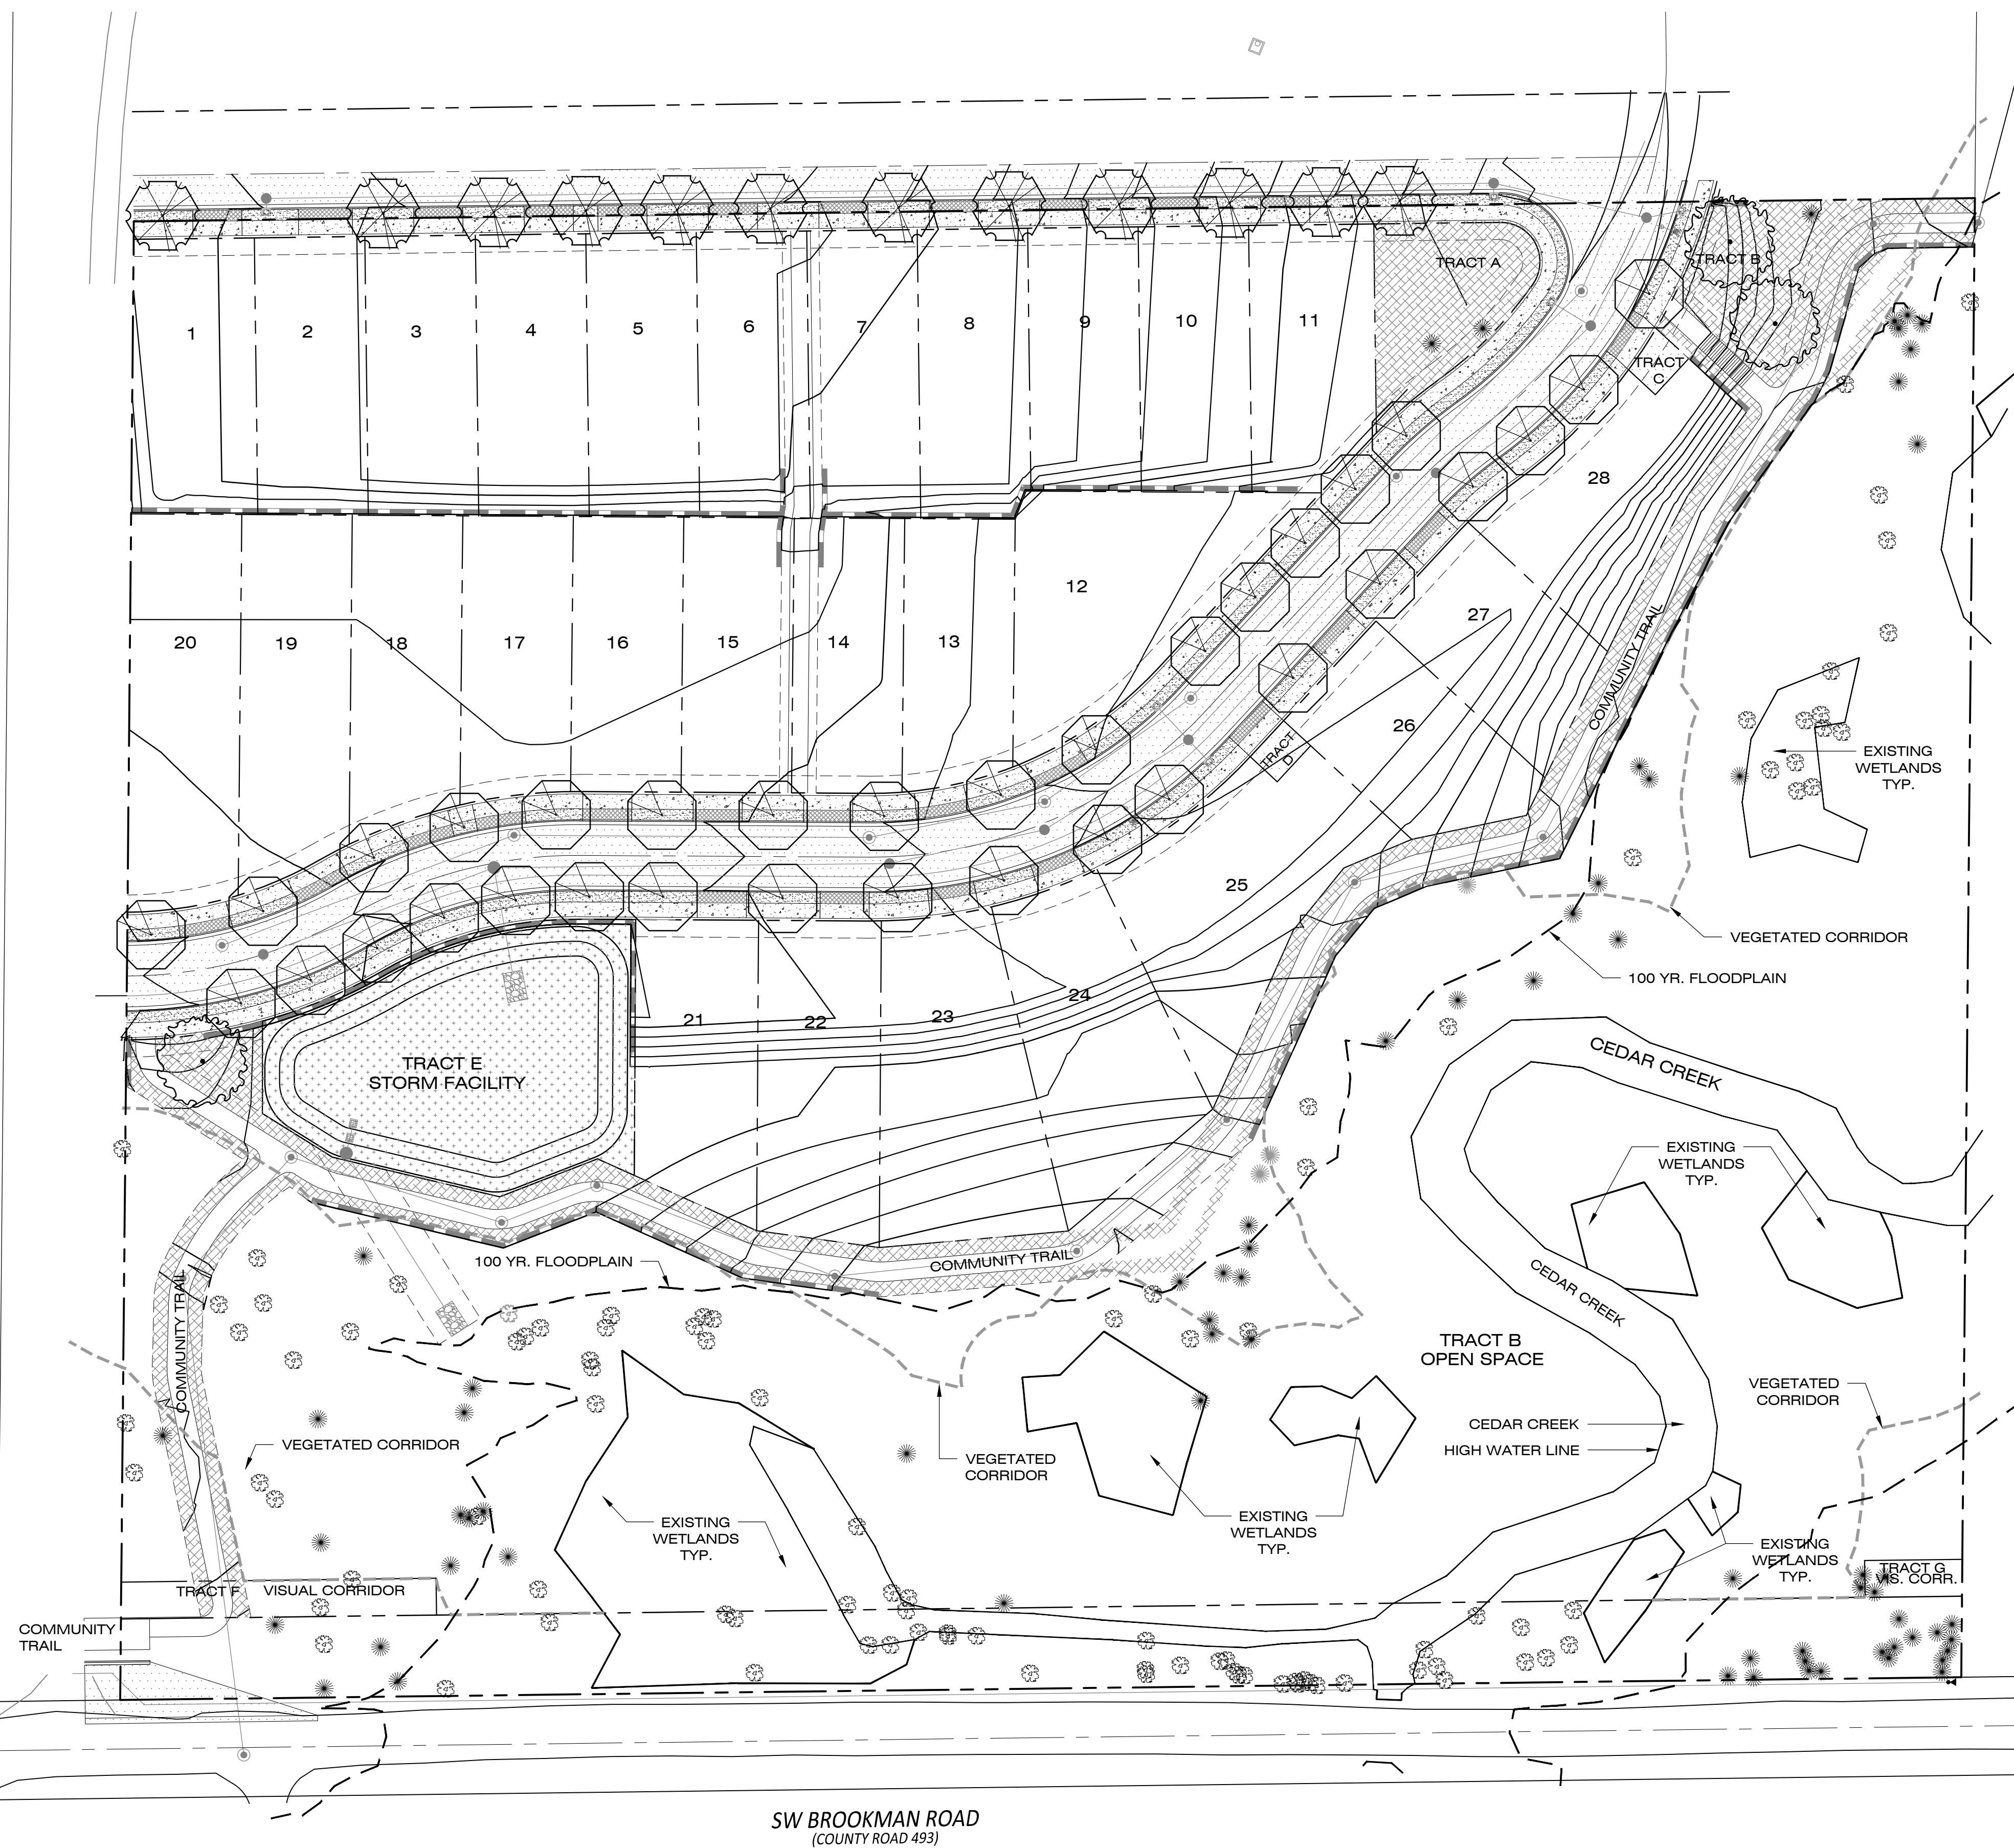 TRACT A
TRACT B
1
2
3
4
5
6
7
8
9
10
11
TRACT
C
28
12
27
20
19
18
17
16
15
14
13
COMMUNITY TRAIL
26
TRACT
D
EXISTING
WETLANDS
TYP.
25
VEGETATED CORRIDOR
100 YR. FLOODPLAIN
24
21
22
23
TRACT E
STORM FACILITY
CEDAR CREEK
EXISTING
WETLANDS
TYP.
100 YR. FLOODPLAIN
COMMUNITY TRAIL
CEDAR CREEK
COMMUNITY TRAIL
TRACT B
OPEN SPACE
VEGETATED
CORRIDOR
CEDAR CREEK
HIGH WATER LINE
VEGETATED CORRIDOR
VEGETATED
CORRIDOR
EXISTING
WETLANDS
TYP.
EXISTING
WETLANDS
TYP.
EXISTING
WETLANDS
TYP.
TRACT G
VIS. CORR.
TRACT F
VISUAL CORRIDOR
COMMUNITY
TRAIL
SW BROOKMAN ROAD
(COUNTY ROAD 493)